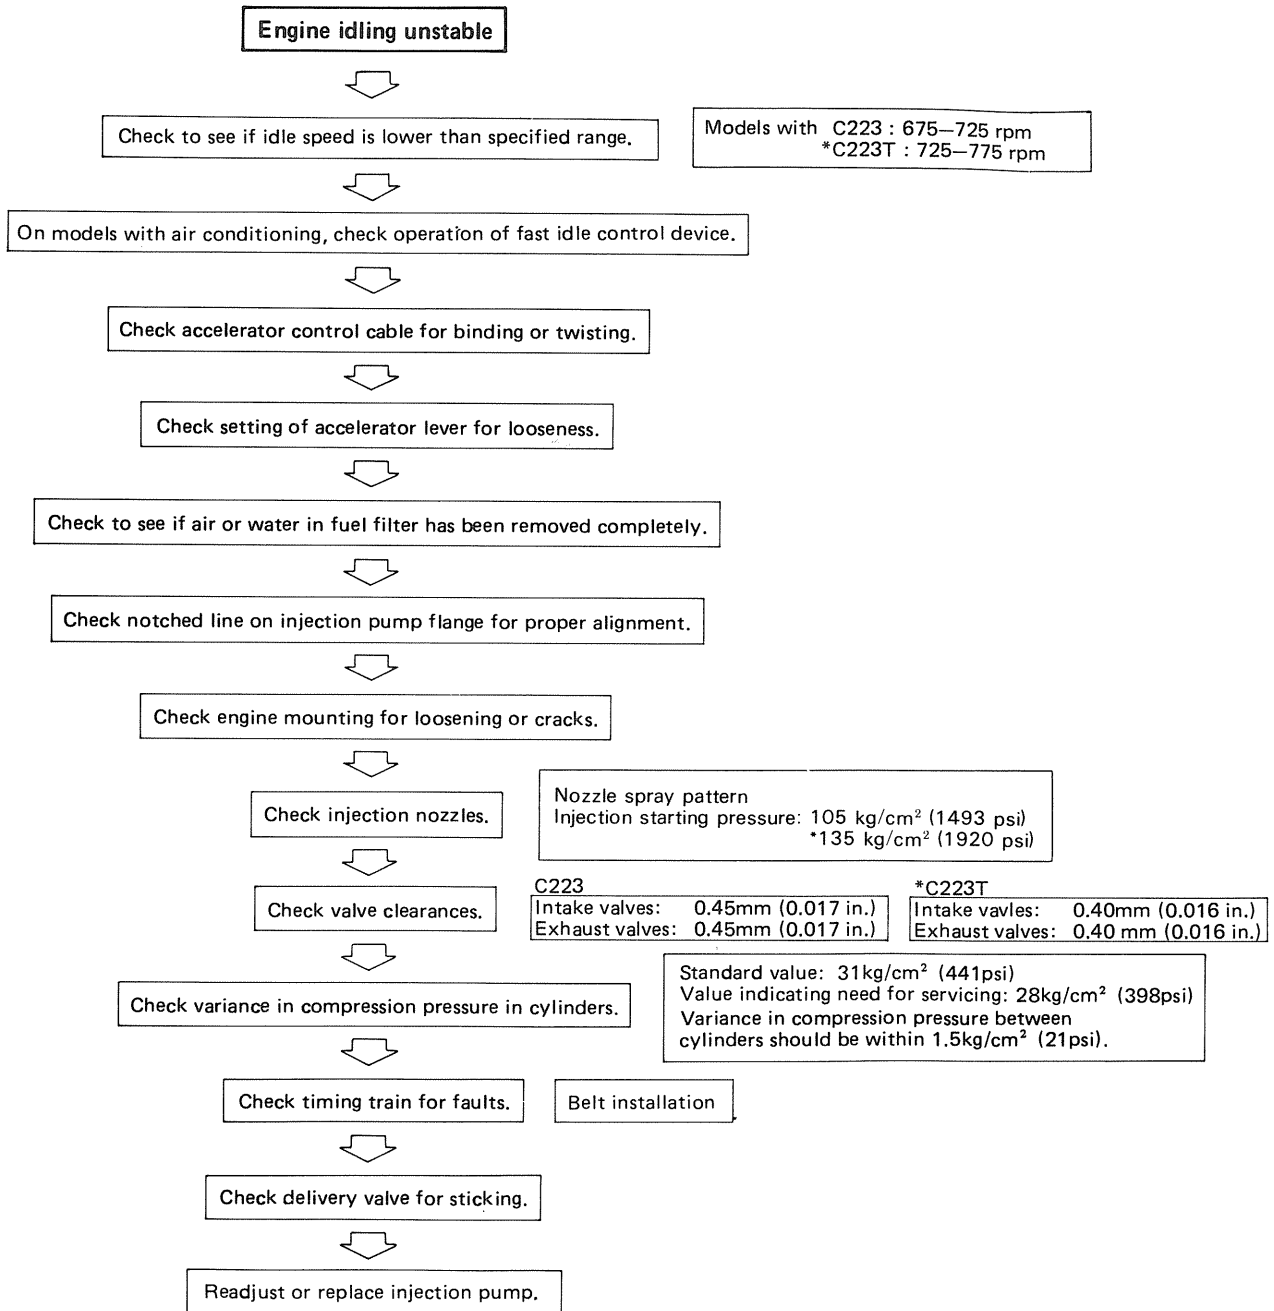 Engine idling unstable
Check to see if idle speed is lower than specified range.
Models with C223 : 675–725 rpm
*C223T : 725–775 rpm
On models with air conditioning, check operation of fast idle control device.
Check accelerator control cable for binding or twisting.
Check setting of accelerator lever for looseness.
Check to see if air or water in fuel filter has been removed completely.
Check notched line on injection pump flange for proper alignment.
Check engine mounting for loosening or cracks.
Check injection nozzles.
Nozzle spray pattern
Injection starting pressure: 105 kg/cm² (1493 psi)
*135 kg/cm² (1920 psi)
Check valve clearances.
C223
Intake valves: 0.45mm (0.017 in.)
Exhaust valves: 0.45mm (0.017 in.)
*C223T
Intake vavles: 0.40mm (0.016 in.)
Exhaust valves: 0.40 mm (0.016 in.)
Check variance in compression pressure in cylinders.
Standard value: 31kg/cm² (441psi)
Value indicating need for servicing: 28kg/cm² (398psi)
Variance in compression pressure between
cylinders should be within 1.5kg/cm² (21psi).
Check timing train for faults.
Belt installation
Check delivery valve for sticking.
Readjust or replace injection pump.